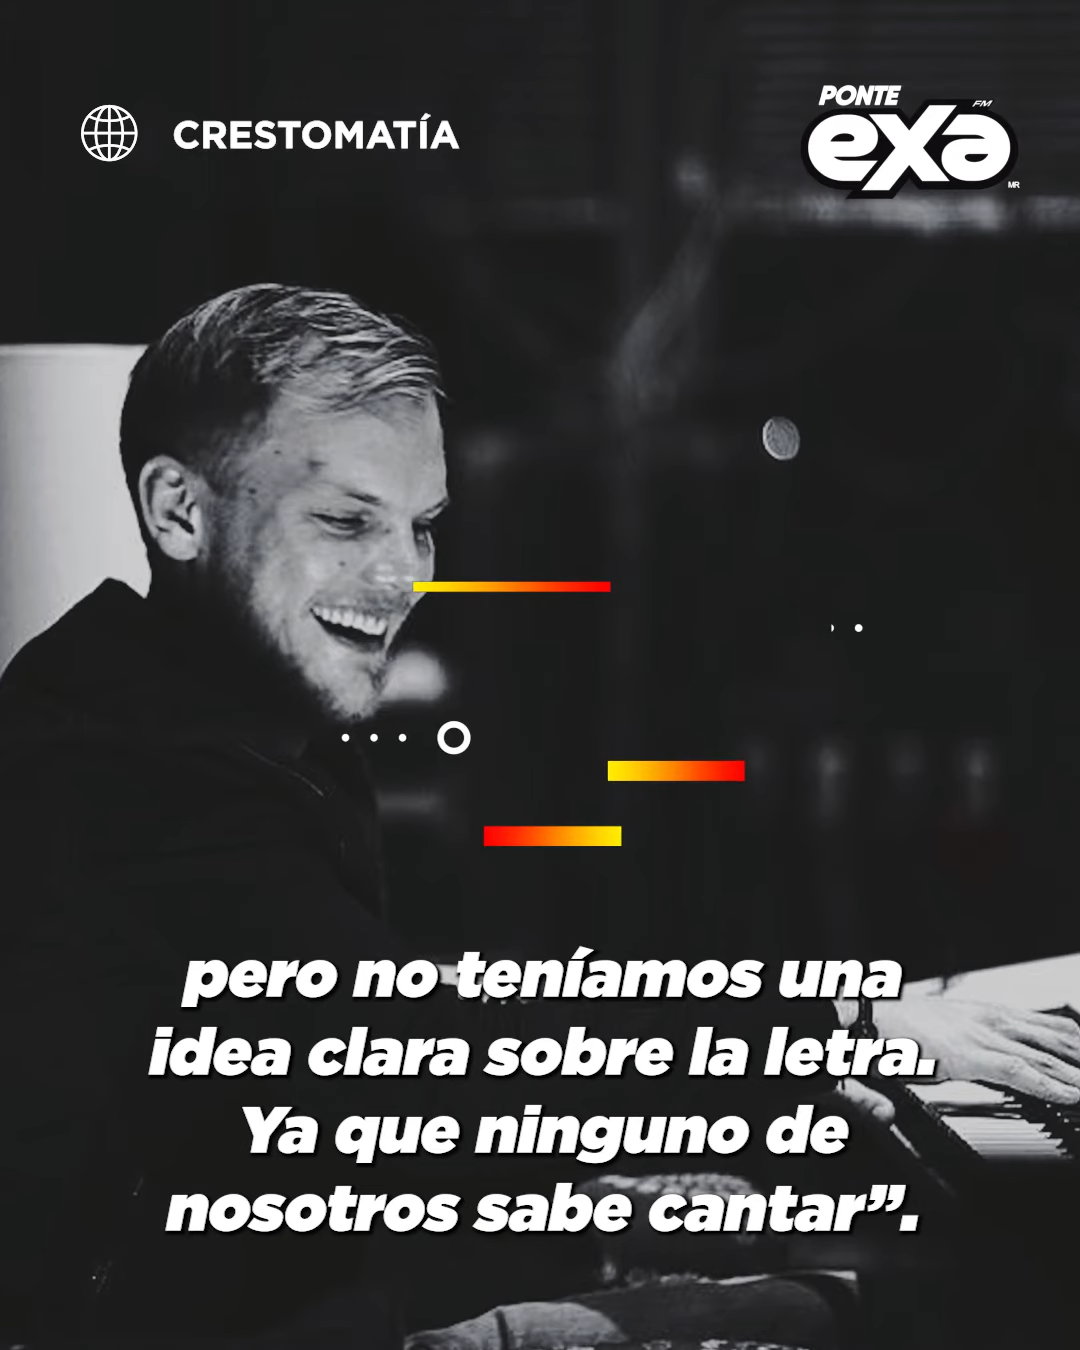 CRESTOMATÍA
PONTE
exa
FM
MR
pero no teníamos una
idea clara sobre la letra.
Ya que ninguno de
nosotros sabe cantar”.